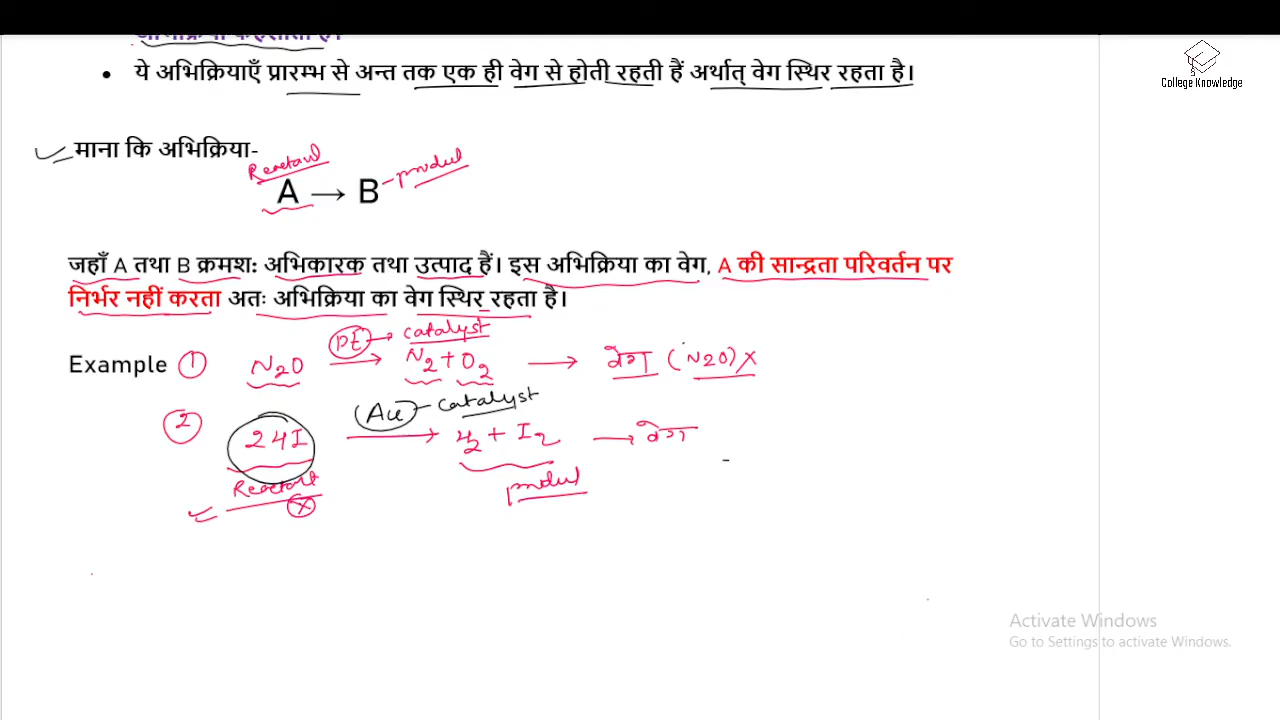 • ये अभिक्रियाएँ प्रारम्भ से अन्त तक एक ही वेग से होती रहती हैं अर्थात् वेग स्थिर रहता है।
College Knowledge
माना कि अभिक्रिया-
Reactant product
A → B
जहाँ A तथा B क्रमश: अभिकारक तथा उत्पाद हैं। इस अभिक्रिया का वेग, A की सान्द्रता परिवर्तन पर
निर्भर नहीं करता अतः अभिक्रिया का वेग स्थिर रहता है।
catalyst
Example ① N2O → N2 + O2 → वेग (N2O) X
catalyst
② 2HI → H2 + I2 → वेग
Reactant product
X
Activate Windows
Go to Settings to activate Windows.